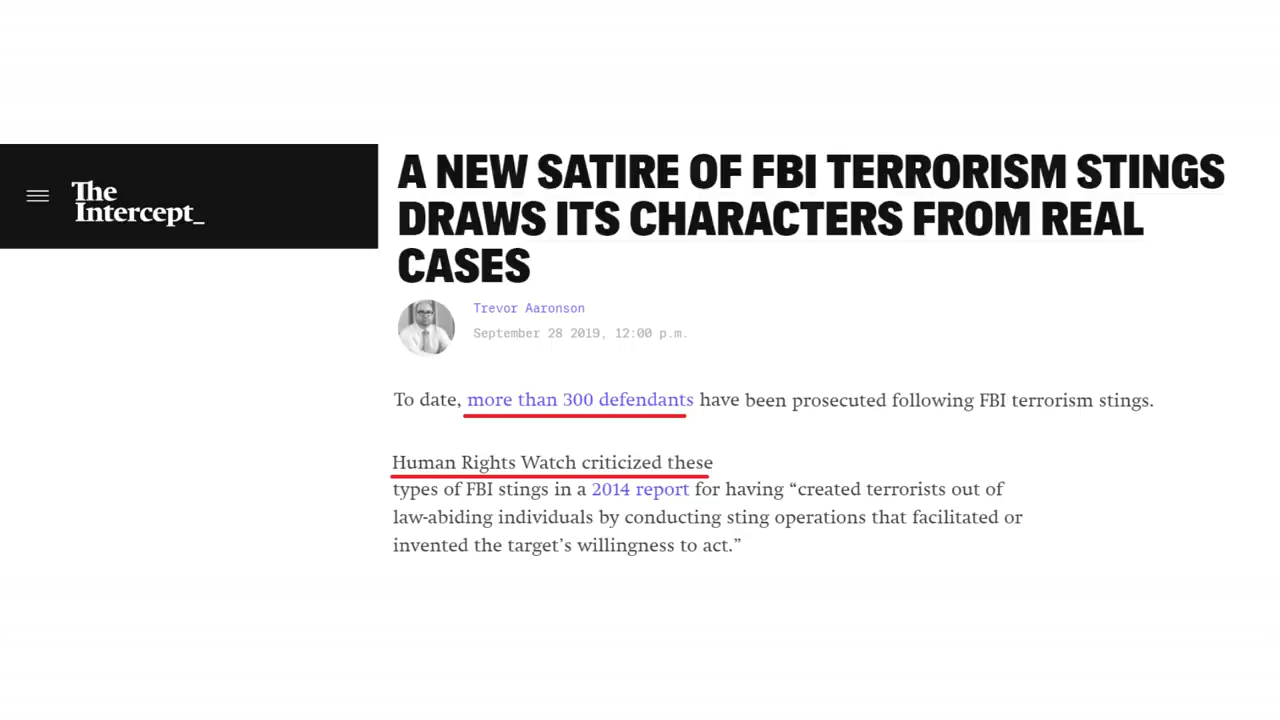 The
Intercept_
A NEW SATIRE OF FBI TERRORISM STINGS
DRAWS ITS CHARACTERS FROM REAL
CASES
Trevor Aaronson
September 28 2019, 12:00 p.m.
To date, more than 300 defendants have been prosecuted following FBI terrorism stings.
Human Rights Watch criticized these
types of FBI stings in a 2014 report for having “created terrorists out of
law-abiding individuals by conducting sting operations that facilitated or
invented the target’s willingness to act.”